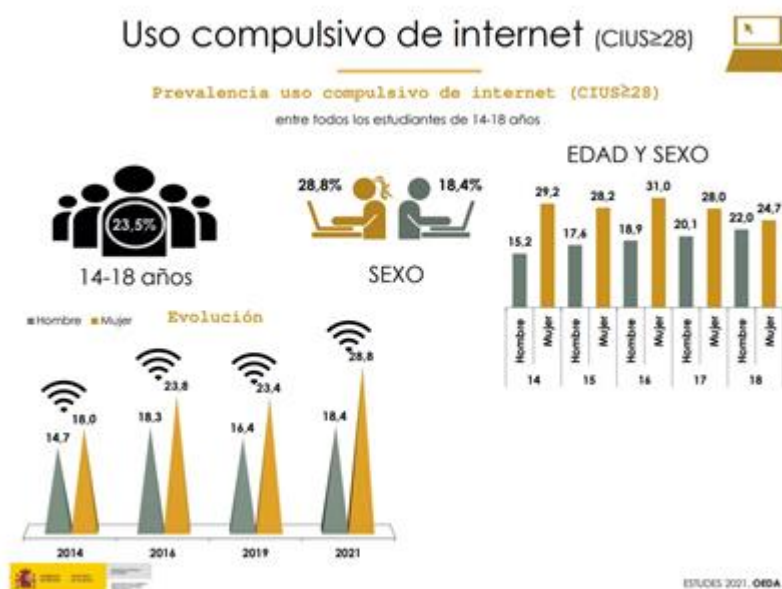 Uso compulsivo de internet (CIUS≥28)
Prevalencia uso compulsivo de internet (CIUS≥28)
entre todos los estudiantes de 14-18 años
23,5%
14-18 años
28,8%
18,4%
SEXO
EDAD Y SEXO
15,2
29,2
17,6
28,2
18,9
31,0
20,1
28,0
22,0
24,7
Hombre
Mujer
Hombre
Mujer
Hombre
Mujer
Hombre
Mujer
Hombre
Mujer
14
15
16
17
18
Hombre
Mujer
Evolución
14,7
18,0
18,3
23,8
16,4
23,4
18,4
28,8
2014
2016
2019
2021
ESTUDES 2021. OEDA